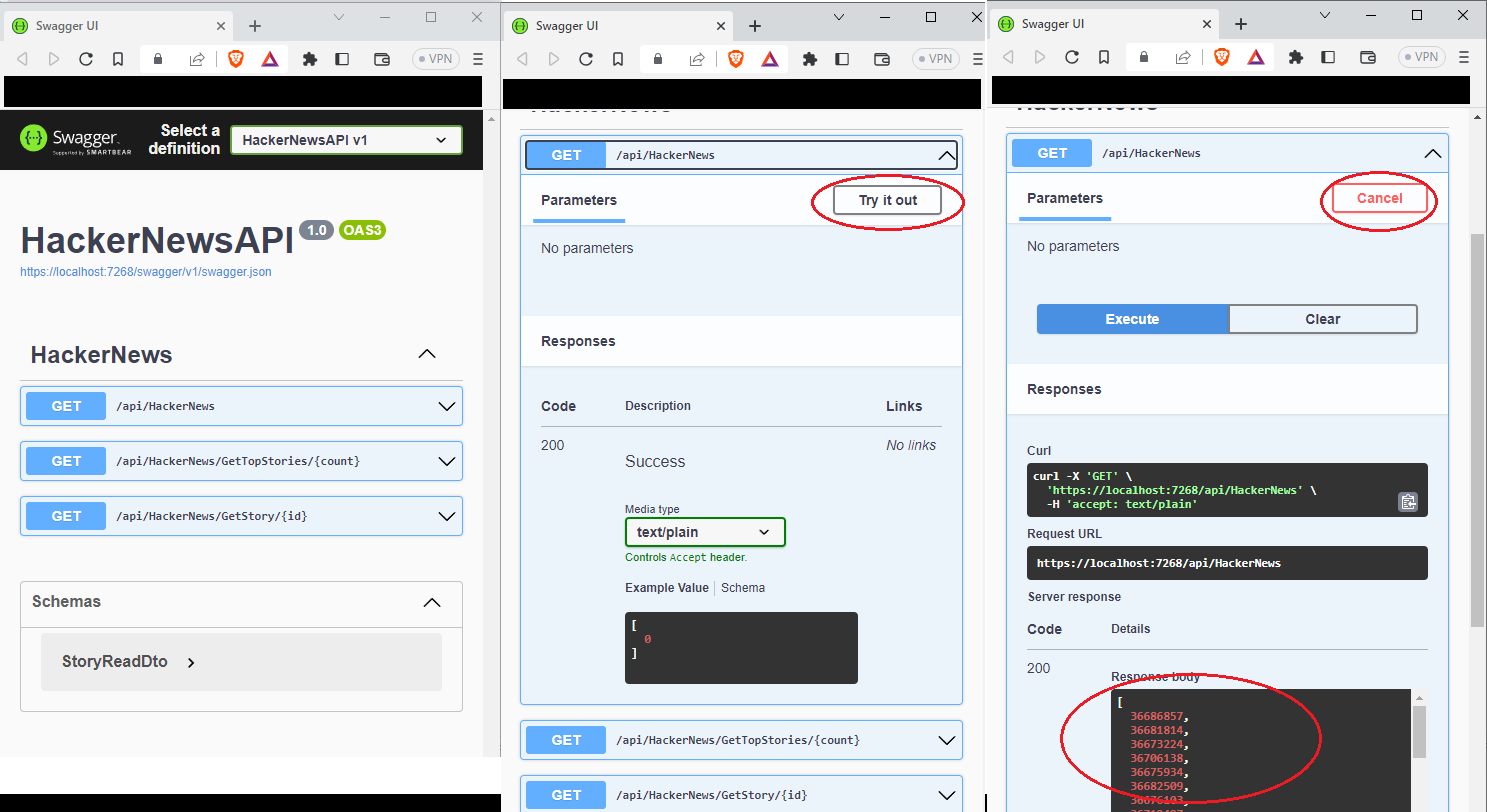 Swagger UI
VPN
Swagger
Supported by SMARTBEAR
Select a
definition
HackerNewsAPI v1
HackerNewsAPI 1.0 OAS3
https://localhost:7268/swagger/v1/swagger.json
HackerNews
GET /api/HackerNews
GET /api/HackerNews/GetTopStories/{count}
GET /api/HackerNews/GetStory/{id}
Schemas
StoryReadDto
Swagger UI
VPN
HackerNews
GET /api/HackerNews
Parameters
Try it out
No parameters
Responses
Code Description Links
200 Success No links
Media type
text/plain
Controls Accept header.
Example Value Schema
[
0
]
GET /api/HackerNews/GetTopStories/{count}
GET /api/HackerNews/GetStory/{id}
Swagger UI
VPN
HackerNews
GET /api/HackerNews
Parameters
Cancel
No parameters
Execute Clear
Responses
Curl
curl -X 'GET' \
'https://localhost:7268/api/HackerNews' \
-H 'accept: text/plain'
Request URL
https://localhost:7268/api/HackerNews
Server response
Code Details
200
Response body
[
36686857,
36681814,
36673224,
36706138,
36675934,
36682509,
36676103,